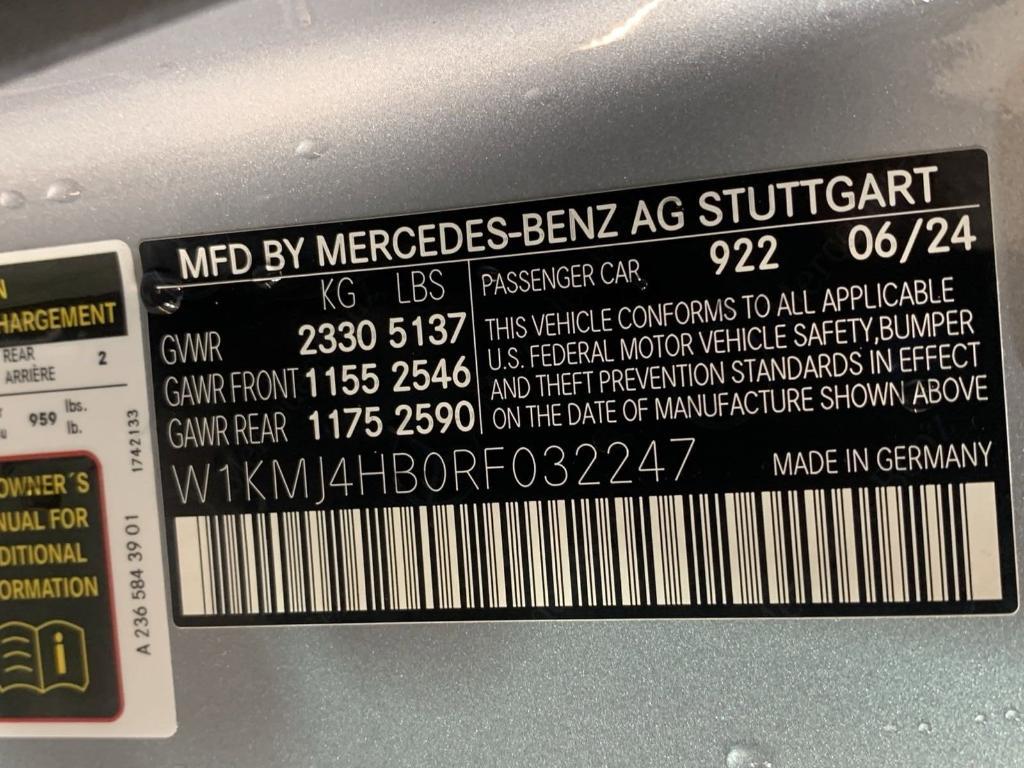 MFD BY MERCEDES-BENZ AG STUTTGART
KG LBS
GVWR 2330 5137
GAWR FRONT 1155 2546
GAWR REAR 1175 2590
PASSENGER CAR 922 06/24
THIS VEHICLE CONFORMS TO ALL APPLICABLE
U.S. FEDERAL MOTOR VEHICLE SAFETY,BUMPER
AND THEFT PREVENTION STANDARDS IN EFFECT
ON THE DATE OF MANUFACTURE SHOWN ABOVE
W1KMJ4HB0RF032247
MADE IN GERMANY
HARGEMENT
REAR 2
ARRIÈRE
959 lbs.
lb.
OWNER´S
NUAL FOR
DITIONAL
ORMATION
i
1742133
A 236 584 39 01